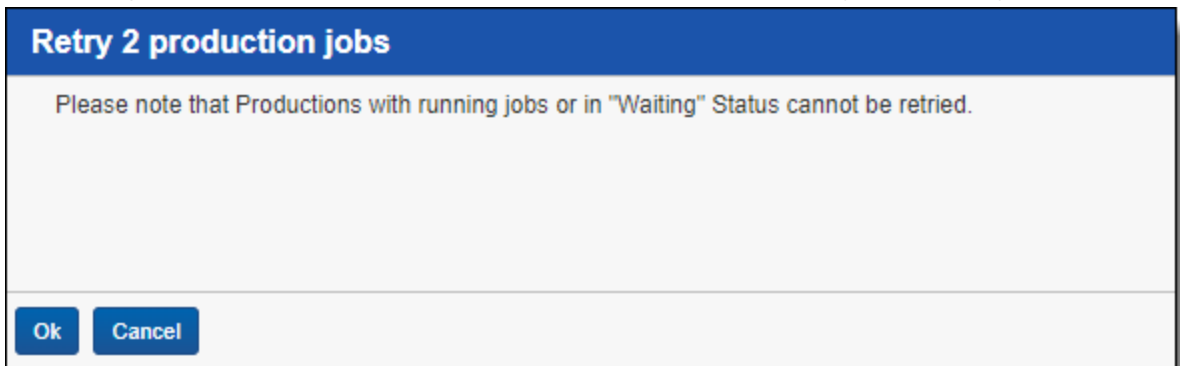 Retry 2 production jobs
Please note that Productions with running jobs or in "Waiting" Status cannot be retried.
Ok Cancel